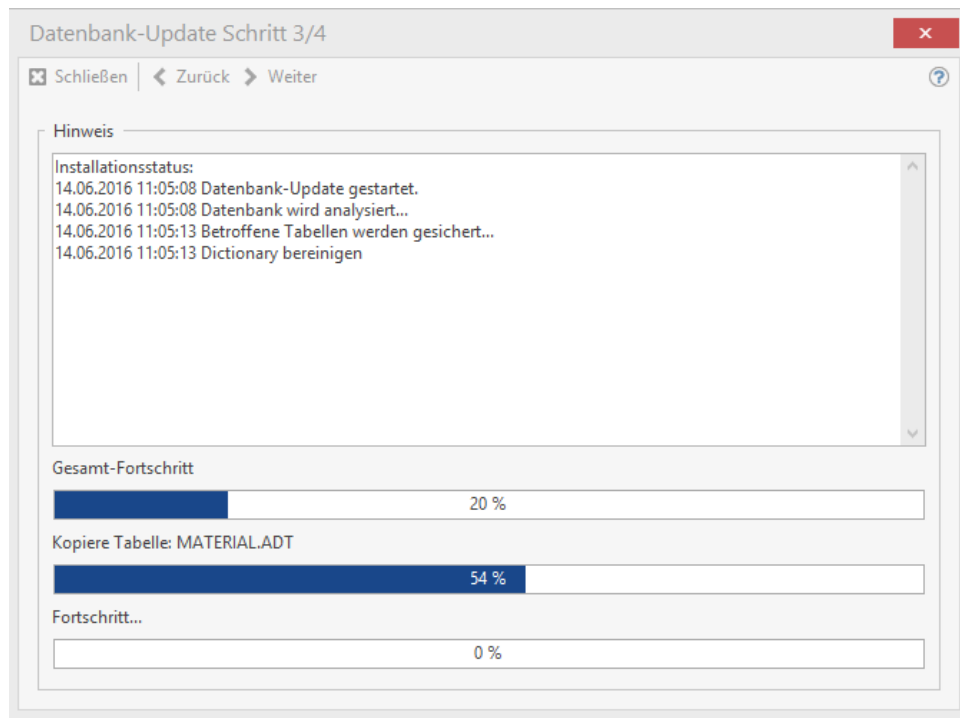 Datenbank-Update Schritt 3/4
Schließen Zurück Weiter
Hinweis
Installationsstatus:
14.06.2016 11:05:08 Datenbank-Update gestartet.
14.06.2016 11:05:08 Datenbank wird analysiert...
14.06.2016 11:05:13 Betroffene Tabellen werden gesichert...
14.06.2016 11:05:13 Dictionary bereinigen
Gesamt-Fortschritt
20 %
Kopiere Tabelle: MATERIAL.ADT
54 %
Fortschritt...
0 %